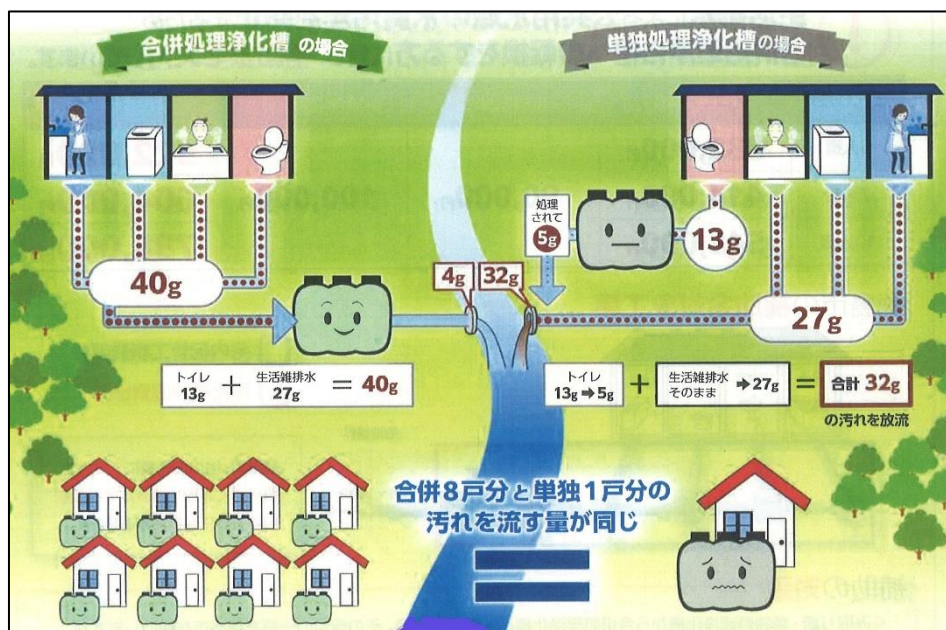 合併処理浄化槽 の場合
単独処理浄化槽の場合
処理
されて
5g
13g
40g
4g
32g
27g
トイレ
13g
+
生活雑排水
27g
= 40g
トイレ
13g➔5g
+
生活雑排水
そのまま
➔27g
=
合計 32g
の汚れを放流
合併8戸分と単独1戸分の
汚れを流す量が同じ